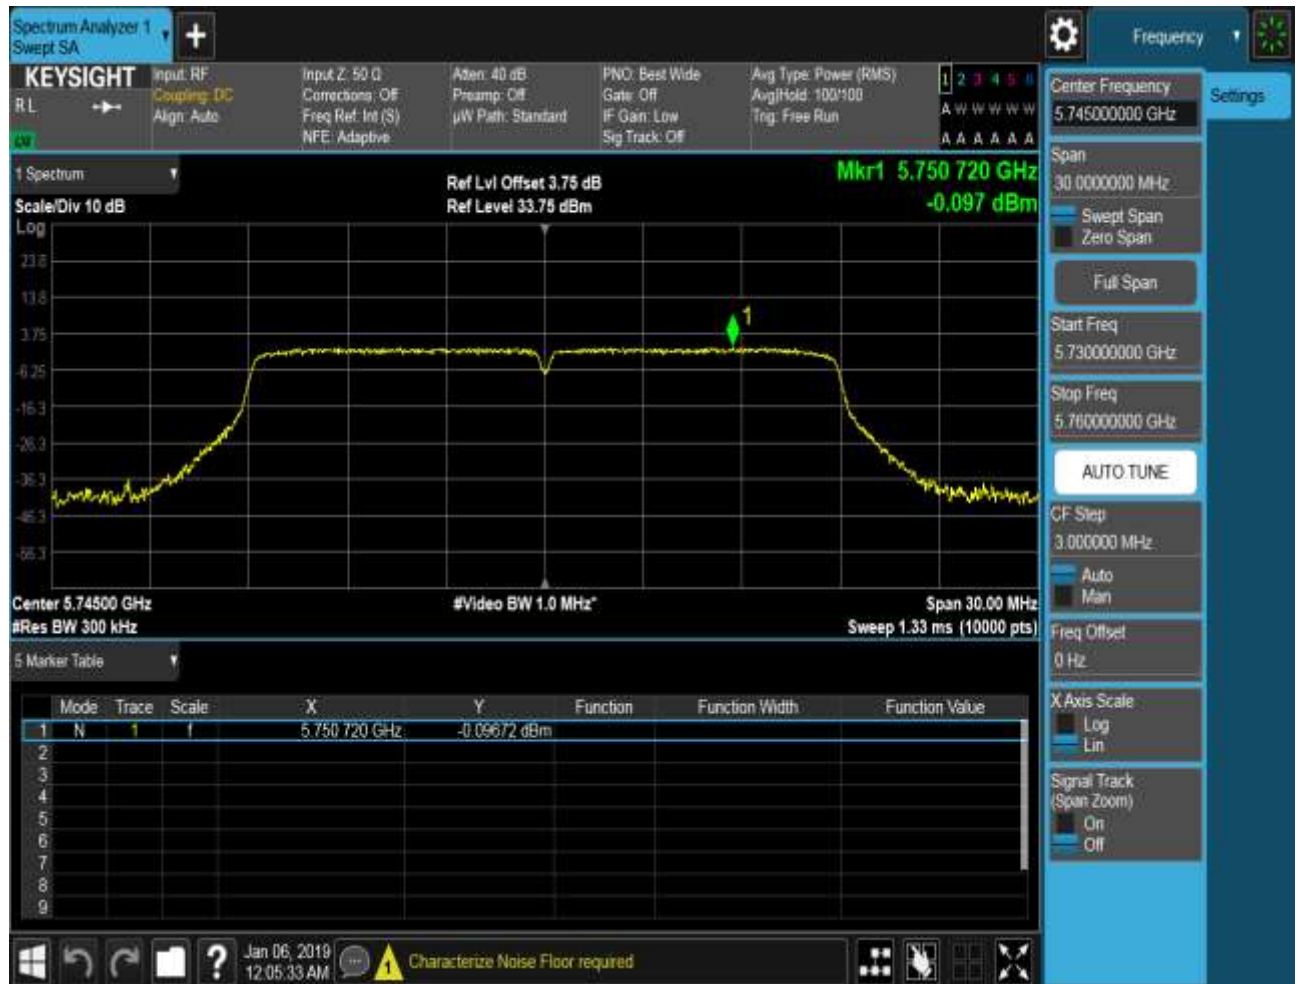 Spectrum Analyzer 1
Swept SA
Frequency
KEYSIGHT
RL
Input: RF
Coupling: DC
Align: Auto
Input Z: 50 Ω
Corrections: Off
Freq Ref: Int (S)
NFE: Adaptive
Atten: 40 dB
Preamp: Off
µW Path: Standard
PNO: Best Wide
Gate: Off
IF Gain: Low
Sig Track: Off
Avg Type: Power (RMS)
Avg|Hold: 100/100
Trig: Free Run
1 2 3 4 5 6
A W W W W W
A A A A A A
1 Spectrum
Scale/Div 10 dB
Log
Ref Lvl Offset 3.75 dB
Ref Level 33.75 dBm
Mkr1 5.750 720 GHz
-0.097 dBm
23.8
13.8
3.75
-6.25
-16.3
-26.3
-36.3
-46.3
-56.3
1
Center 5.74500 GHz
#Res BW 300 kHz
#Video BW 1.0 MHz*
Span 30.00 MHz
Sweep 1.33 ms (10000 pts)
5 Marker Table
Mode Trace Scale X Y Function Function Width Function Value
1 N 1 f 5.750 720 GHz -0.09672 dBm
2
3
4
5
6
7
8
9
Center Frequency
5.745000000 GHz
Settings
Span
30.0000000 MHz
Swept Span
Zero Span
Full Span
Start Freq
5.730000000 GHz
Stop Freq
5.760000000 GHz
AUTO TUNE
CF Step
3.000000 MHz
Auto
Man
Freq Offset
0 Hz
X Axis Scale
Log
Lin
Signal Track
(Span Zoom)
On
Off
Jan 06, 2019
12:05:33 AM
1
Characterize Noise Floor required